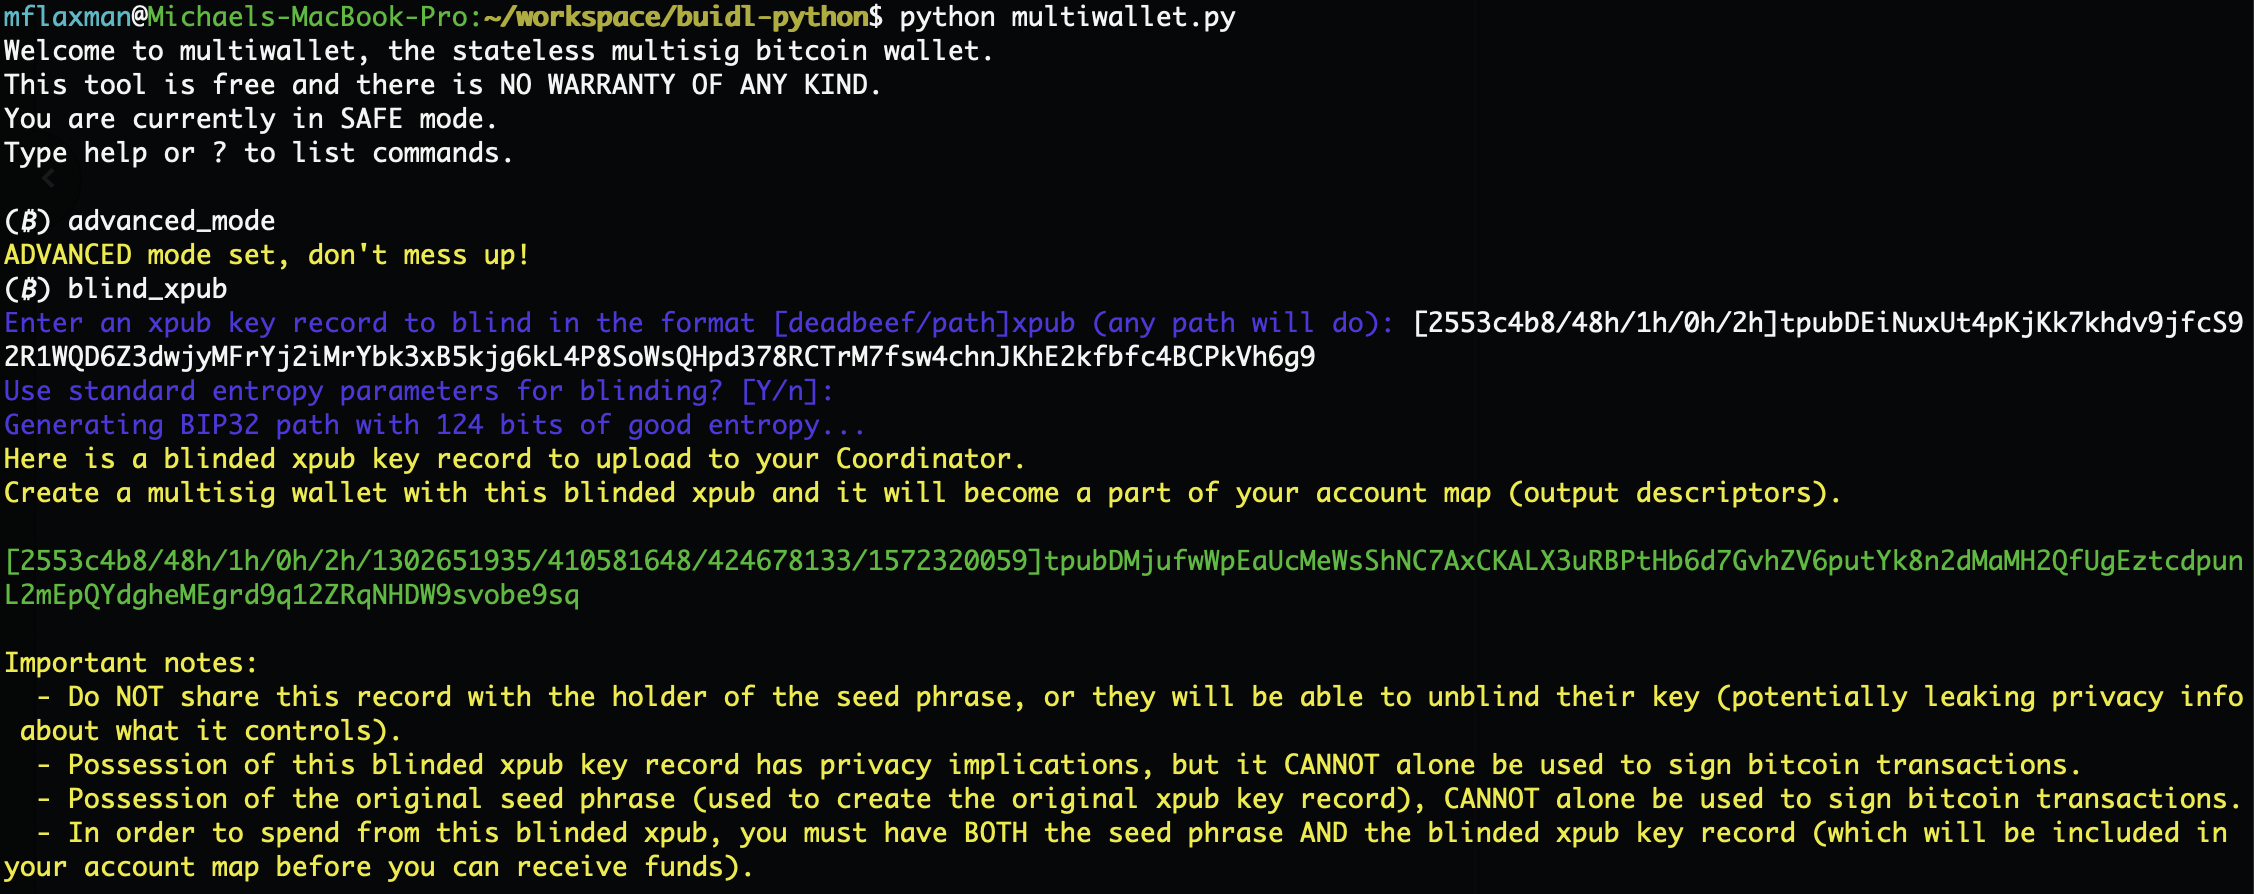 mflaxman@Michaels-MacBook-Pro:~/workspace/buidl-python$ python multiwallet.py
Welcome to multiwallet, the stateless multisig bitcoin wallet.
This tool is free and there is NO WARRANTY OF ANY KIND.
You are currently in SAFE mode.
Type help or ? to list commands.
(₿) advanced_mode
ADVANCED mode set, don't mess up!
(₿) blind_xpub
Enter an xpub key record to blind in the format [deadbeef/path]xpub (any path will do): [2553c4b8/48h/1h/0h/2h]tpubDEiNuxUt4pKjKk7khdv9jfcS9
2R1WQD6Z3dwjyMFrYj2iMrYbk3xB5kjg6kL4P8SoWsQHpd378RCTrM7fsw4chnJKhE2kfbfc4BCPkVh6g9
Use standard entropy parameters for blinding? [Y/n]:
Generating BIP32 path with 124 bits of good entropy...
Here is a blinded xpub key record to upload to your Coordinator.
Create a multisig wallet with this blinded xpub and it will become a part of your account map (output descriptors).
[2553c4b8/48h/1h/0h/2h/1302651935/410581648/424678133/1572320059]tpubDMjufwWpEaUcMeWsShNC7AxCKALX3uRBPtHb6d7GvhZV6putYk8n2dMaMH2QfUgEztcdpun
L2mEpQYdgheMEgrd9q12ZRqNHDW9svobe9sq
Important notes:
- Do NOT share this record with the holder of the seed phrase, or they will be able to unblind their key (potentially leaking privacy info
about what it controls).
- Possession of this blinded xpub key record has privacy implications, but it CANNOT alone be used to sign bitcoin transactions.
- Possession of the original seed phrase (used to create the original xpub key record), CANNOT alone be used to sign bitcoin transactions.
- In order to spend from this blinded xpub, you must have BOTH the seed phrase AND the blinded xpub key record (which will be included in
your account map before you can receive funds).